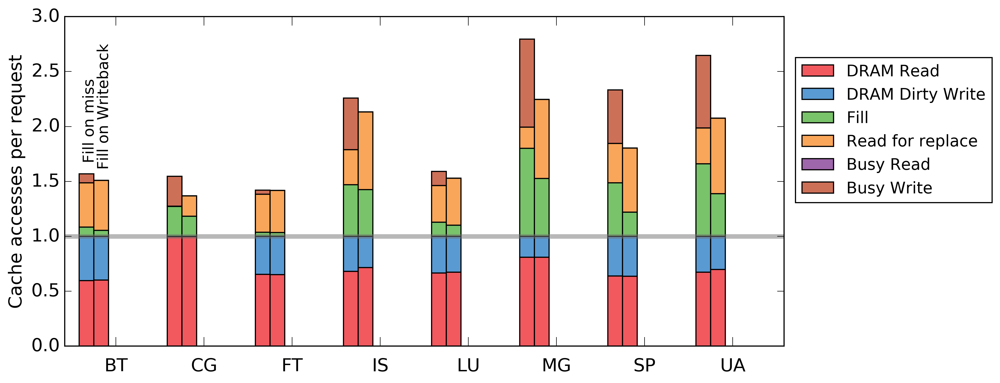 Cache accesses per request
3.0
2.5
2.0
1.5
1.0
0.5
0.0
Fill on miss
Fill on Writeback
BT CG FT IS LU MG SP UA
DRAM Read
DRAM Dirty Write
Fill
Read for replace
Busy Read
Busy Write